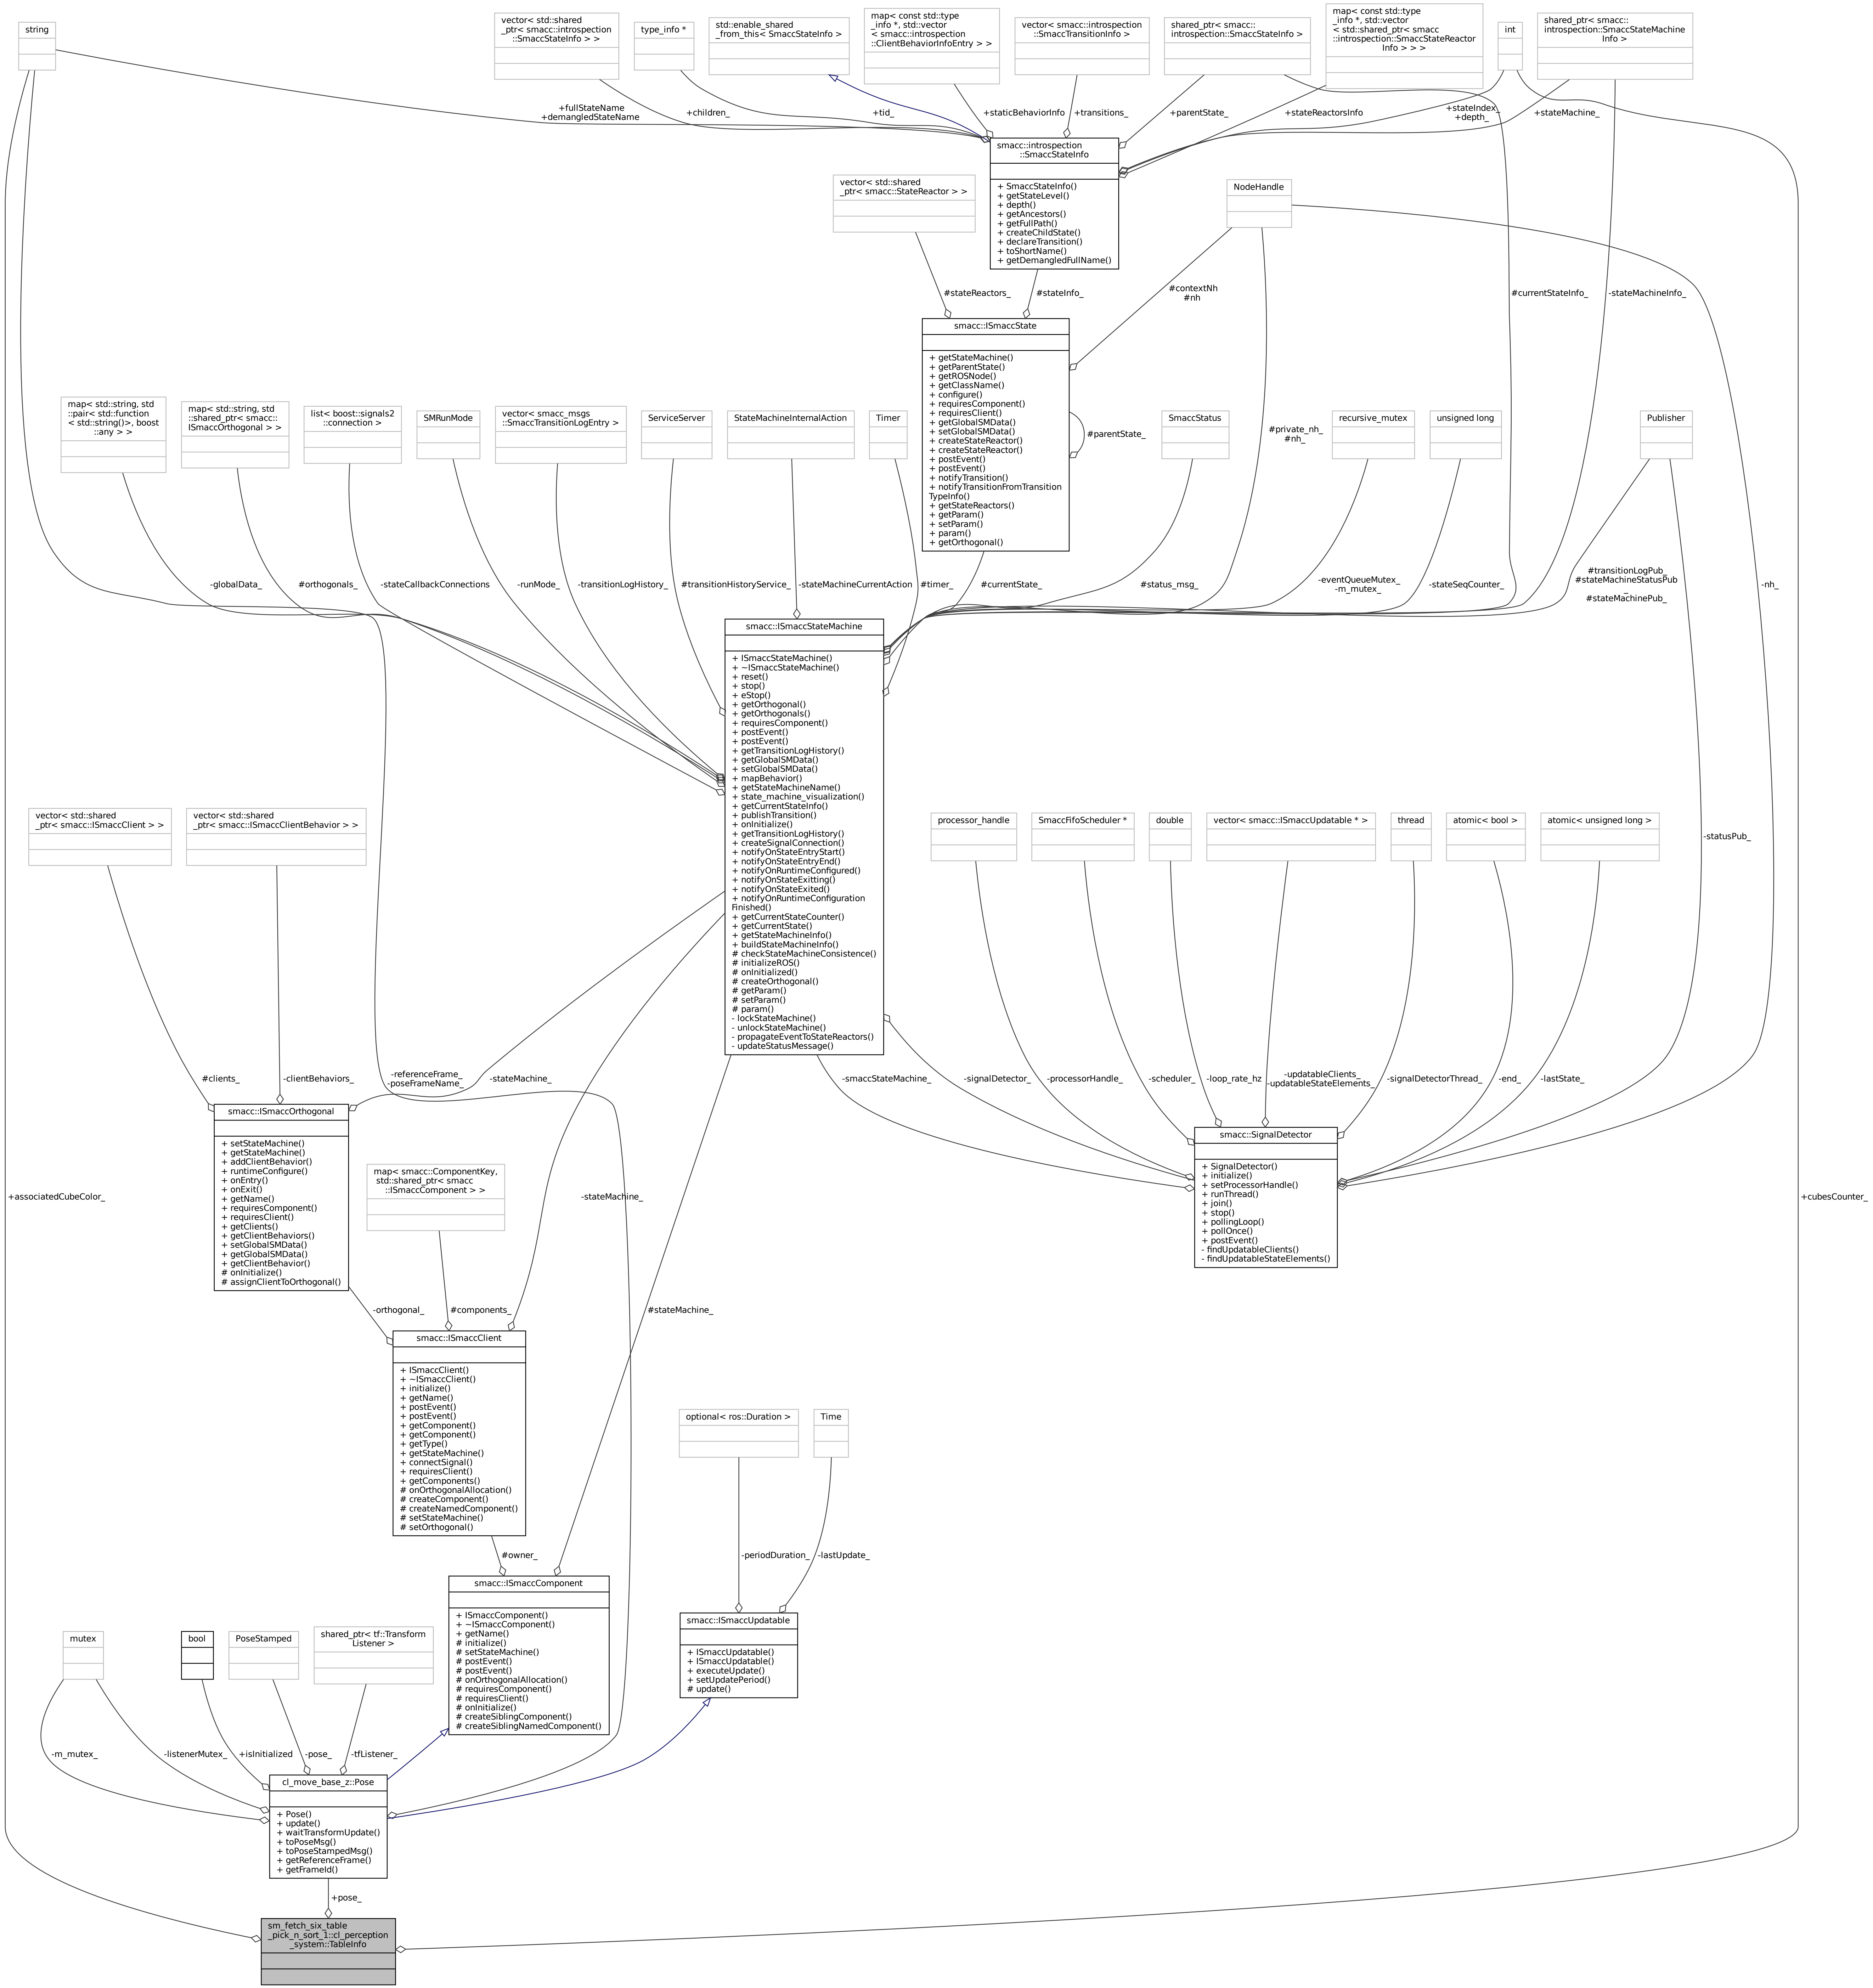 string
vector< std::shared
_ptr< smacc::introspection
::SmaccStateInfo > >
type_info *
std::enable_shared
_from_this< SmaccStateInfo >
map< const std::type
_info *, std::vector
< smacc::introspection
::ClientBehaviorInfoEntry > >
vector< smacc::introspection
::SmaccTransitionInfo >
shared_ptr< smacc::
introspection::SmaccStateInfo >
map< const std::type
_info *, std::vector
< std::shared_ptr< smacc
::introspection::SmaccStateReactor
Info > > >
int
shared_ptr< smacc::
introspection::SmaccStateMachine
Info >
+fullStateName
+demangledStateName
+children_
+tid_
+staticBehaviorInfo
+transitions_
+parentState_
+stateReactorsInfo
+stateIndex_
+depth_
+stateMachine_
smacc::introspection
::SmaccStateInfo
+ SmaccStateInfo()
+ getStateLevel()
+ depth()
+ getAncestors()
+ getFullPath()
+ createChildState()
+ declareTransition()
+ toShortName()
+ getDemangledFullName()
vector< std::shared
_ptr< smacc::StateReactor > >
NodeHandle
#stateReactors_
#stateInfo_
#contextNh
#nh
#currentStateInfo_
-stateMachineInfo_
smacc::ISmaccState
+ getStateMachine()
+ getParentState()
+ getROSNode()
+ getClassName()
+ configure()
+ requiresComponent()
+ requiresClient()
+ getGlobalSMData()
+ setGlobalSMData()
+ createStateReactor()
+ createStateReactor()
+ postEvent()
+ postEvent()
+ notifyTransition()
+ notifyTransitionFromTransition
TypeInfo()
+ getStateReactors()
+ getParam()
+ setParam()
+ param()
+ getOrthogonal()
#parentState_
map< std::string, std
::pair< std::function
< std::string()>, boost
::any > >
map< std::string, std
::shared_ptr< smacc::
ISmaccOrthogonal > >
list< boost::signals2
::connection >
SMRunMode
vector< smacc_msgs
::SmaccTransitionLogEntry >
ServiceServer
StateMachineInternalAction
Timer
SmaccStatus
#private_nh_
#nh_
recursive_mutex
unsigned long
Publisher
-globalData_
#orthogonals_
-stateCallbackConnections
-runMode_
-transitionLogHistory_
#transitionHistoryService_
-stateMachineCurrentAction
#timer_
#currentState_
#status_msg_
-eventQueueMutex_
-m_mutex_
-stateSeqCounter_
#transitionLogPub_
#stateMachineStatusPub
_
#stateMachinePub_
-nh_
smacc::ISmaccStateMachine
+ ISmaccStateMachine()
+ ~ISmaccStateMachine()
+ reset()
+ stop()
+ eStop()
+ getOrthogonal()
+ getOrthogonals()
+ requiresComponent()
+ postEvent()
+ postEvent()
+ getTransitionLogHistory()
+ getGlobalSMData()
+ setGlobalSMData()
+ mapBehavior()
+ getStateMachineName()
+ state_machine_visualization()
+ getCurrentStateInfo()
+ publishTransition()
+ onInitialize()
+ getTransitionLogHistory()
+ createSignalConnection()
+ notifyOnStateEntryStart()
+ notifyOnStateEntryEnd()
+ notifyOnRuntimeConfigured()
+ notifyOnStateExitting()
+ notifyOnStateExited()
+ notifyOnRuntimeConfiguration
Finished()
+ getCurrentStateCounter()
+ getCurrentState()
+ getStateMachineInfo()
+ buildStateMachineInfo()
# checkStateMachineConsistence()
# initializeROS()
# onInitialized()
# createOrthogonal()
# getParam()
# setParam()
# param()
- lockStateMachine()
- unlockStateMachine()
- propagateEventToStateReactors()
- updateStatusMessage()
vector< std::shared
_ptr< smacc::ISmaccClient > >
vector< std::shared
_ptr< smacc::ISmaccClientBehavior > >
processor_handle
SmaccFifoScheduler *
double
vector< smacc::ISmaccUpdatable * >
thread
atomic< bool >
atomic< unsigned long >
-statusPub_
#clients_
-clientBehaviors_
-referenceFrame_
-poseFrameName_
-stateMachine_
-smaccStateMachine_
-signalDetector_
-processorHandle_
-scheduler_
-loop_rate_hz
-updatableClients_
-updatableStateElements_
-signalDetectorThread_
-end_
-lastState_
smacc::ISmaccOrthogonal
+ setStateMachine()
+ getStateMachine()
+ addClientBehavior()
+ runtimeConfigure()
+ onEntry()
+ onExit()
+ getName()
+ requiresComponent()
+ requiresClient()
+ getClients()
+ getClientBehaviors()
+ setGlobalSMData()
+ getGlobalSMData()
+ getClientBehavior()
# onInitialize()
# assignClientToOrthogonal()
smacc::SignalDetector
+ SignalDetector()
+ initialize()
+ setProcessorHandle()
+ runThread()
+ join()
+ stop()
+ pollingLoop()
+ pollOnce()
+ postEvent()
- findUpdatableClients()
- findUpdatableStateElements()
map< smacc::ComponentKey,
std::shared_ptr< smacc
::ISmaccComponent > >
+associatedCubeColor_
-stateMachine_
+cubesCounter_
-orthogonal_
#components_
#stateMachine_
smacc::ISmaccClient
+ ISmaccClient()
+ ~ISmaccClient()
+ initialize()
+ getName()
+ postEvent()
+ postEvent()
+ getComponent()
+ getComponent()
+ getType()
+ getStateMachine()
+ connectSignal()
+ requiresClient()
+ getComponents()
# onOrthogonalAllocation()
# createComponent()
# createNamedComponent()
# setStateMachine()
# setOrthogonal()
optional< ros::Duration >
Time
#owner_
-periodDuration_
-lastUpdate_
smacc::ISmaccComponent
+ ISmaccComponent()
+ ~ISmaccComponent()
+ getName()
# initialize()
# setStateMachine()
# postEvent()
# postEvent()
# onOrthogonalAllocation()
# requiresComponent()
# requiresClient()
# onInitialize()
# createSiblingComponent()
# createSiblingNamedComponent()
smacc::ISmaccUpdatable
+ ISmaccUpdatable()
+ ISmaccUpdatable()
+ executeUpdate()
+ setUpdatePeriod()
# update()
mutex
bool
PoseStamped
shared_ptr< tf::Transform
Listener >
-m_mutex_
-listenerMutex_
+isInitialized
-pose_
-tfListener_
cl_move_base_z::Pose
+ Pose()
+ update()
+ waitTransformUpdate()
+ toPoseMsg()
+ toPoseStampedMsg()
+ getReferenceFrame()
+ getFrameId()
+pose_
sm_fetch_six_table
_pick_n_sort_1::cl_perception
_system::TableInfo